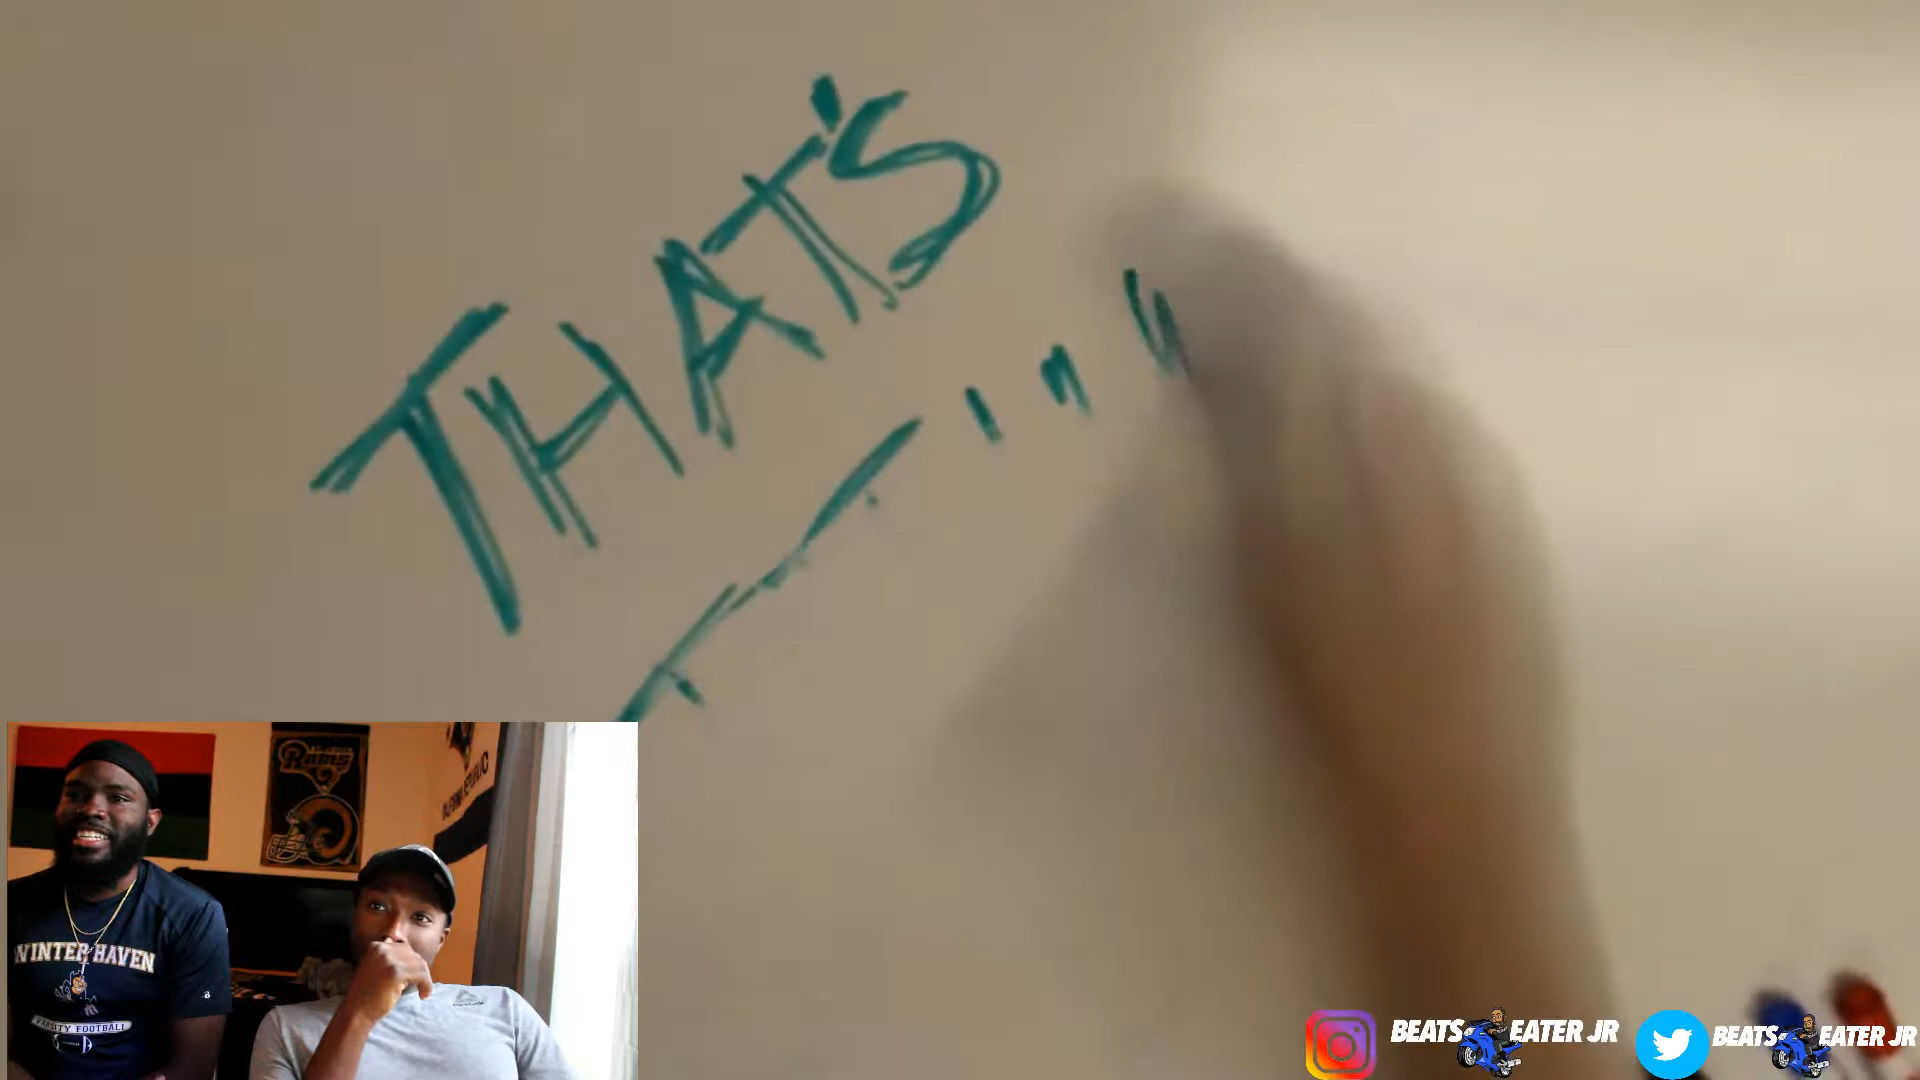 THAT'S
Rams
WINTER HAVEN
VARSITY FOOTBALL
BEATS EATER JR
BEATS EATER JR